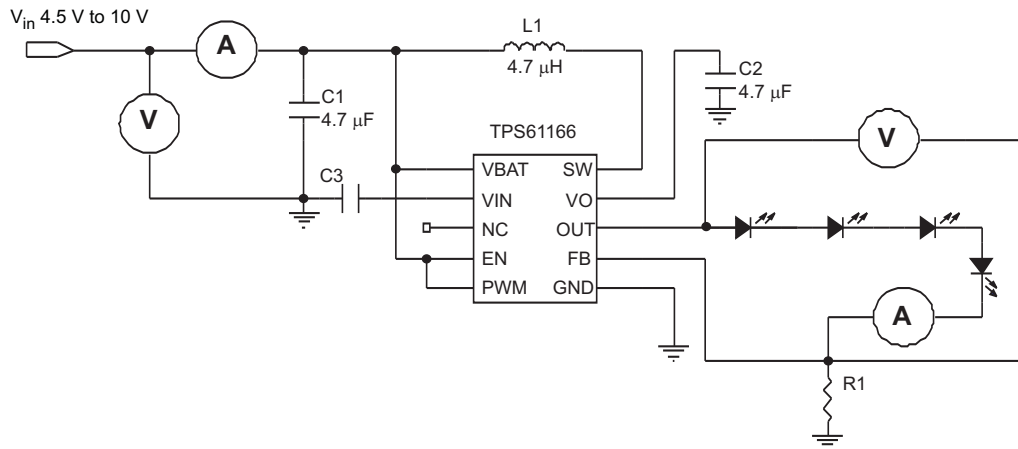 Vin 4.5 V to 10 V
A
L1
4.7 μH
C2
4.7 μF
C1
4.7 μF
V
V
TPS61166
C3
VBAT SW
VIN VO
NC OUT
EN FB
PWM GND
A
R1